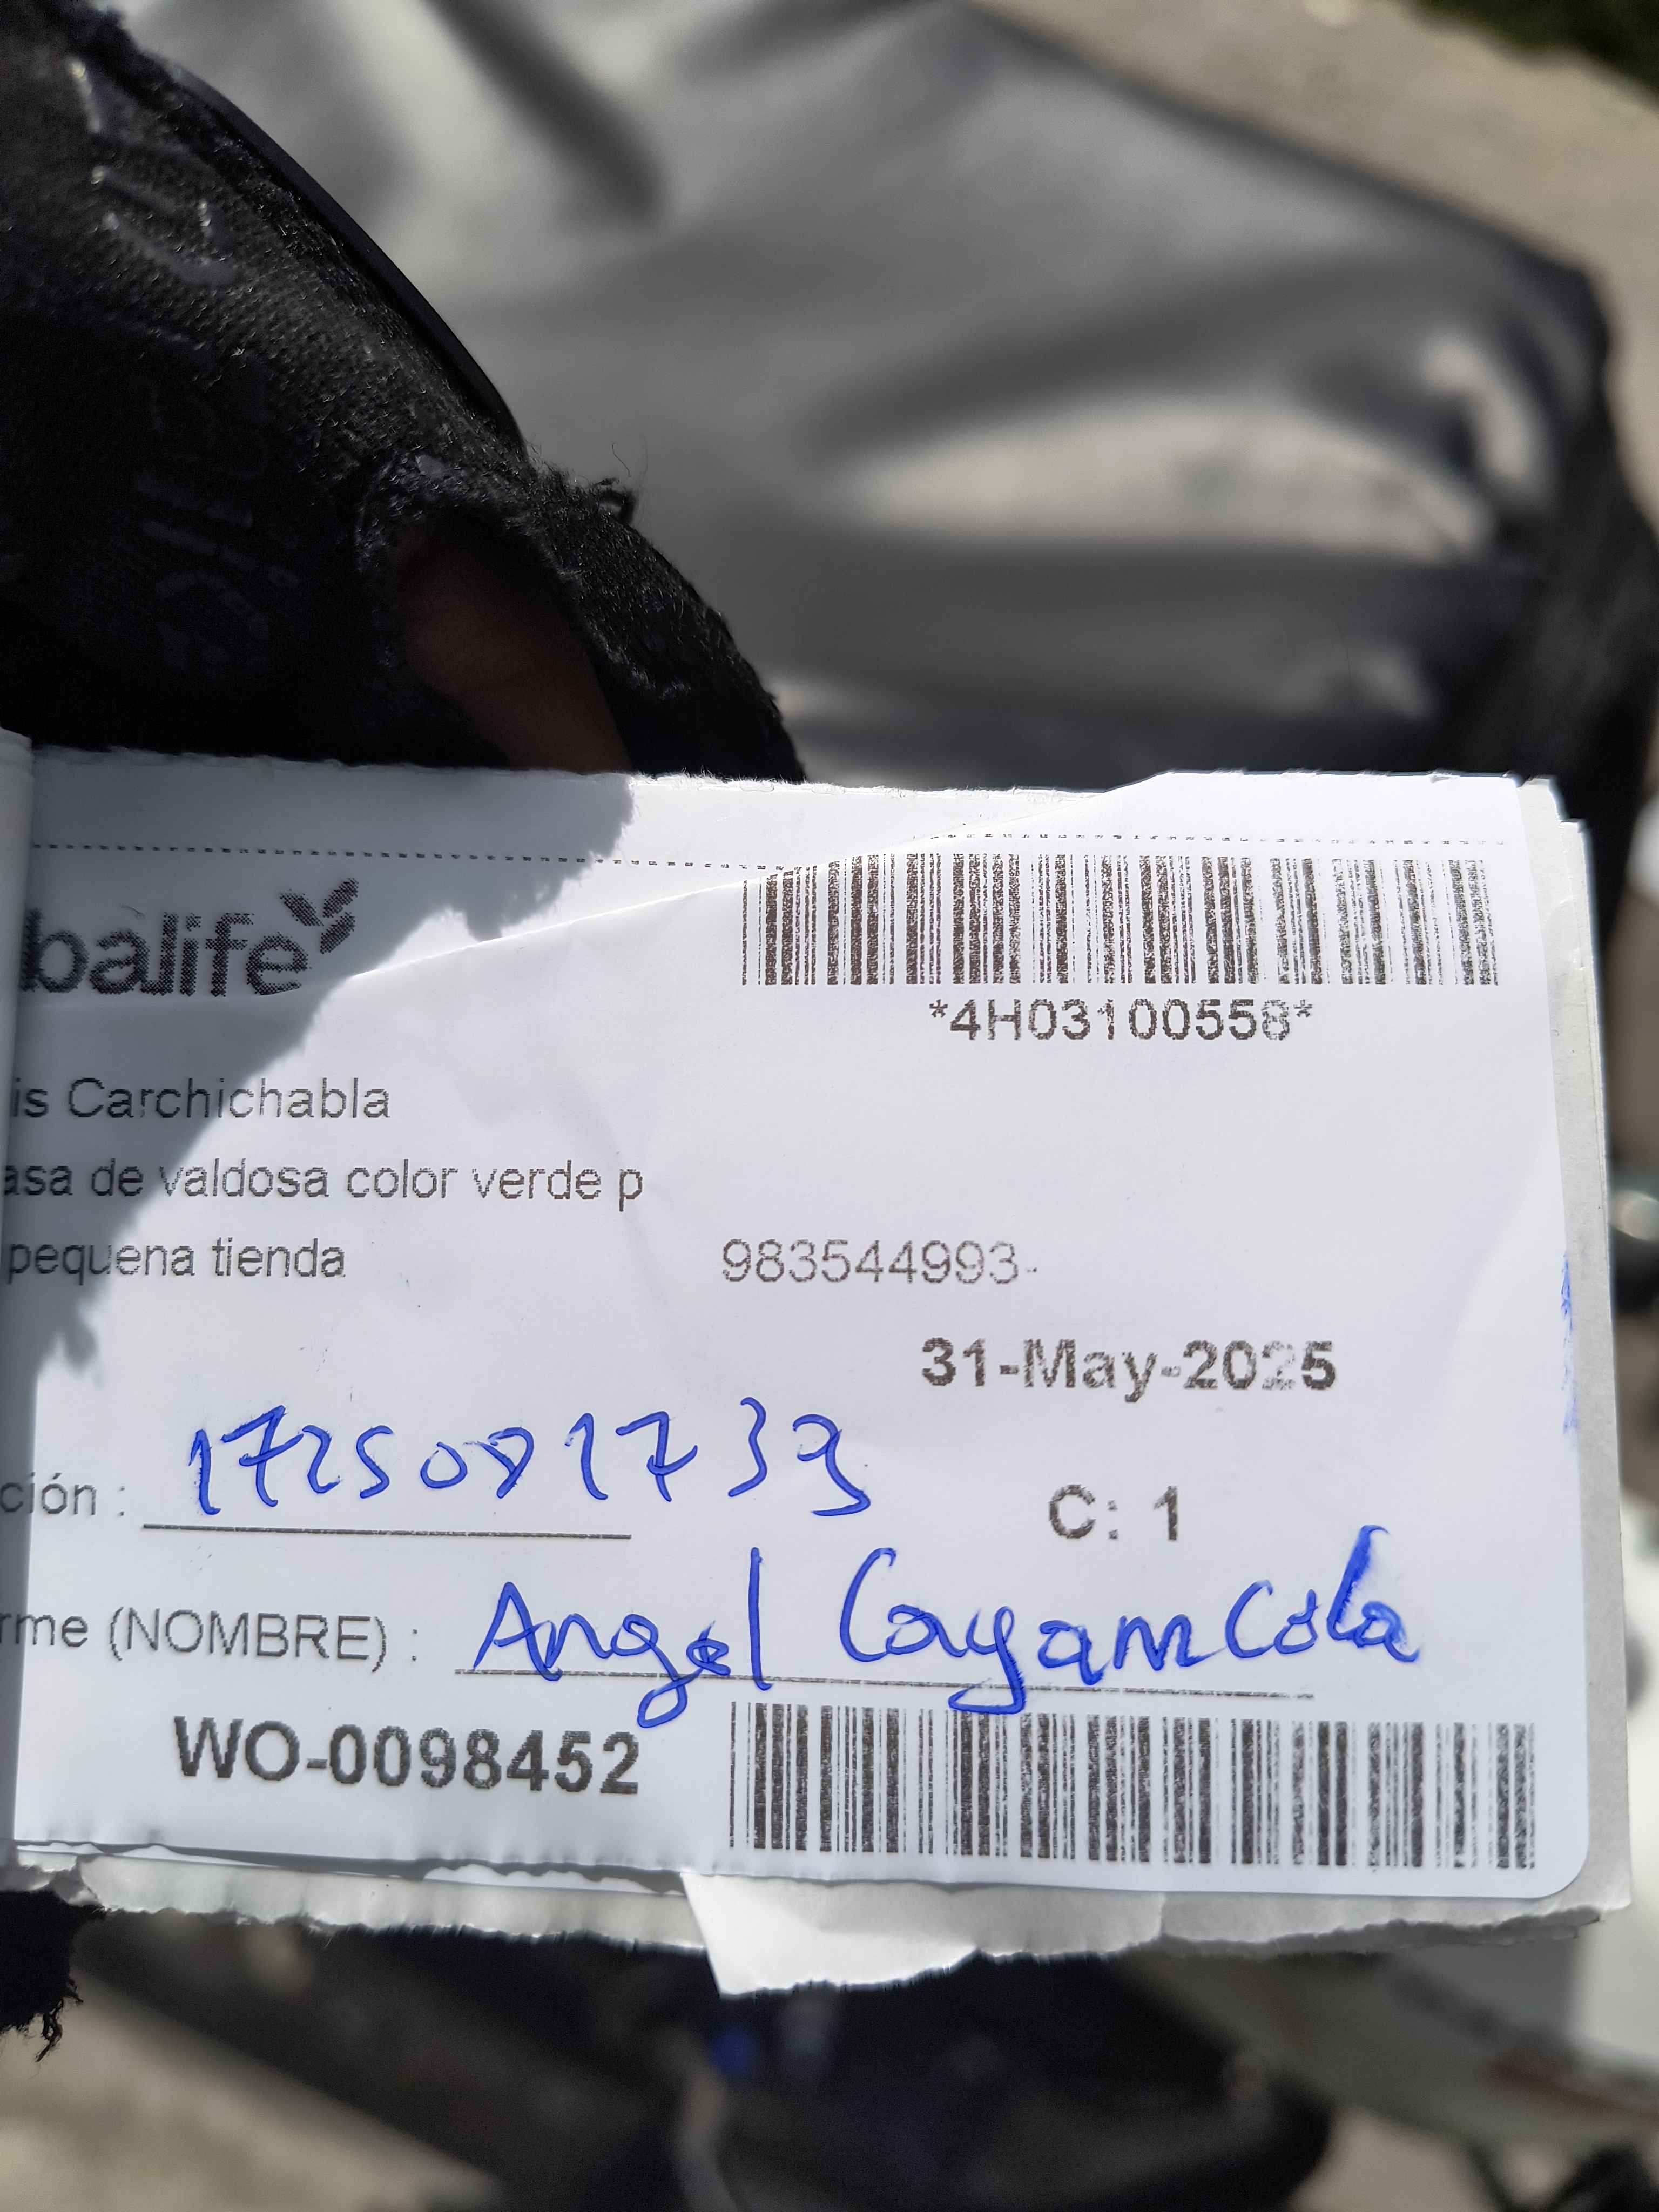 balife
*4H03100558*
is Carchichabla
asa de valdosa color verde p
pequena tienda 983544993
31-May-2025
ción : 1725081733
C: 1
rme (NOMBRE) : Angel Cayamcela
WO-0098452